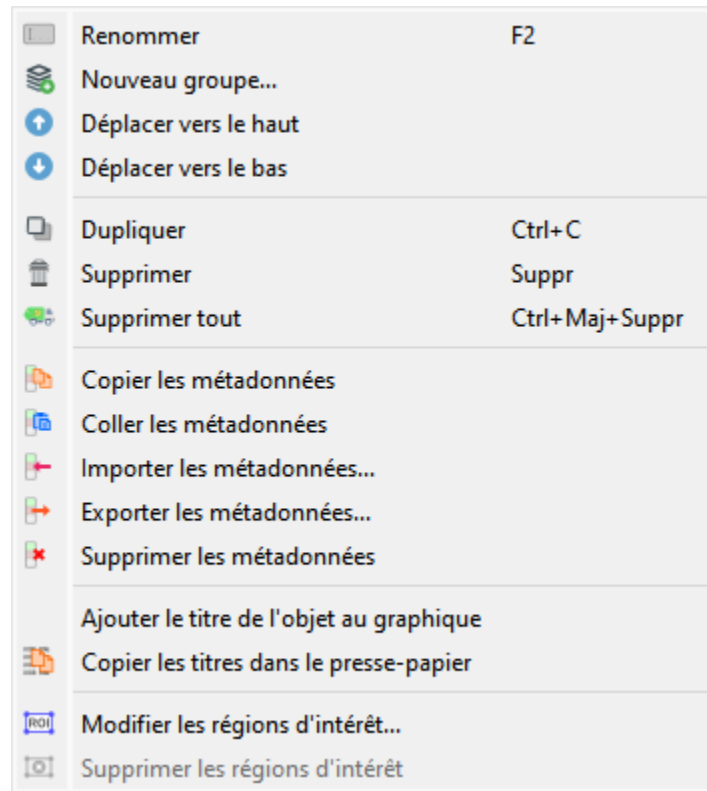 Renommer F2
Nouveau groupe...
Déplacer vers le haut
Déplacer vers le bas
Dupliquer Ctrl+C
Supprimer Suppr
Supprimer tout Ctrl+Maj+Suppr
Copier les métadonnées
Coller les métadonnées
Importer les métadonnées...
Exporter les métadonnées...
Supprimer les métadonnées
Ajouter le titre de l'objet au graphique
Copier les titres dans le presse-papier
ROI Modifier les régions d'intérêt...
Supprimer les régions d'intérêt